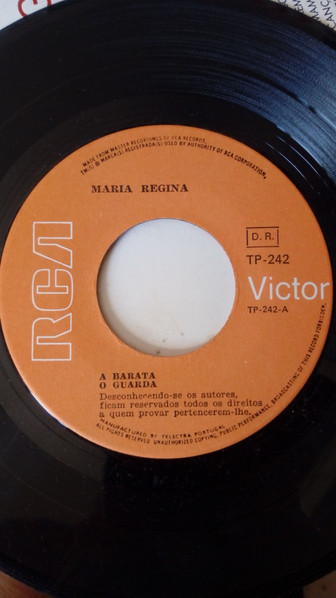 MADE FROM MASTER RECORDINGS OF RCA RECORDS.
TM(S) ® MARCA(S) REGISTRADA(S) USED BY AUTHORITY OF RCA CORPORATION.
MARIA REGINA
D. R.
TP-242
RCA
Victor
TP-242-A
A BARATA
O GUARDA
Desconhecendo-se os autores,
ficam reservados todos os direitos
a quem provar pertencerem-lhe.
MANUFACTURED BY TELECTRA PORTUGAL
ALL RIGHTS RESERVED. UNAUTHORIZED COPYING, PUBLIC PERFORMANCE, BROADCASTING OF THIS RECORD FORBIDDEN.